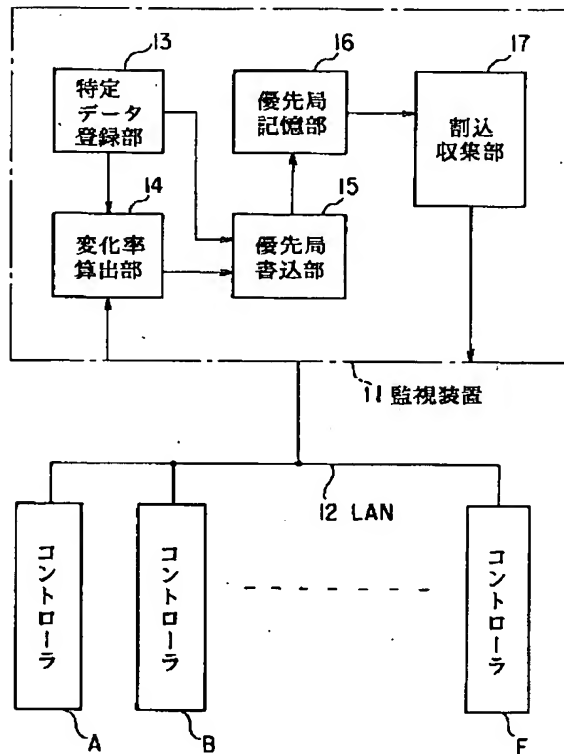 13
特定
データ
登録部
16
優先局
記憶部
17
割込
収集部
14
変化率
算出部
15
優先局
書込部
11 監視装置
12 LAN
コントローラ
A
コントローラ
B
コントローラ
F